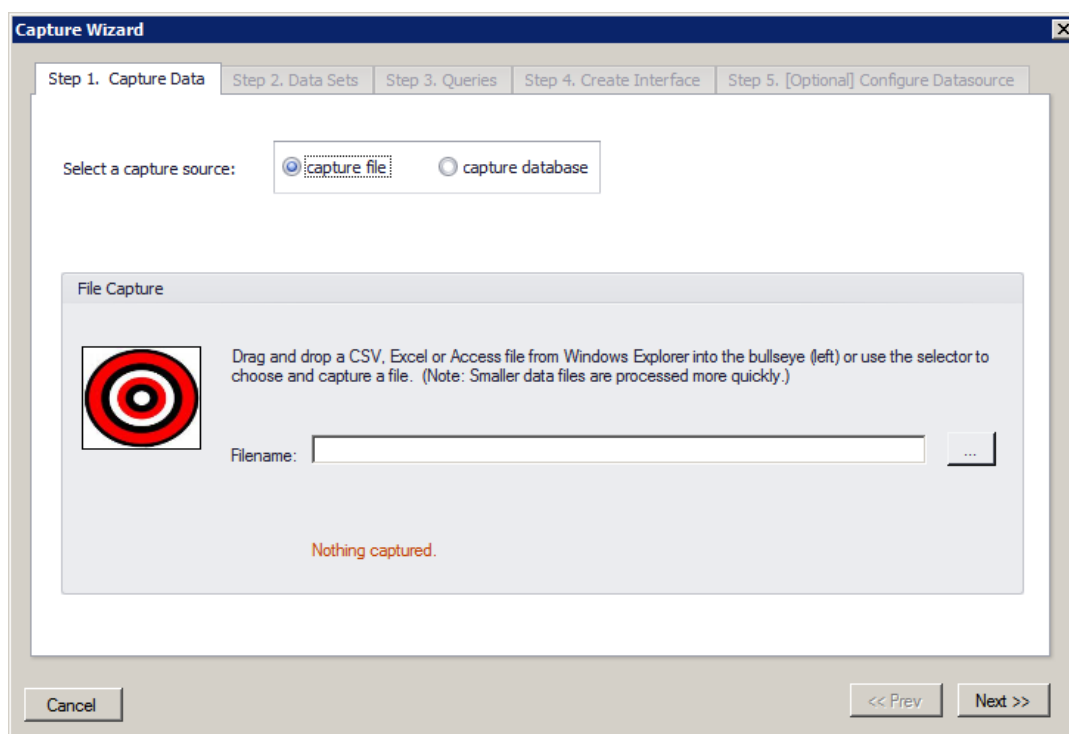 Capture Wizard
Step 1. Capture Data
Step 2. Data Sets
Step 3. Queries
Step 4. Create Interface
Step 5. [Optional] Configure Datasource
Select a capture source:
capture file
capture database
File Capture
Drag and drop a CSV, Excel or Access file from Windows Explorer into the bullseye (left) or use the selector to
choose and capture a file. (Note: Smaller data files are processed more quickly.)
Filename:
...
Nothing captured.
Cancel
<< Prev
Next >>